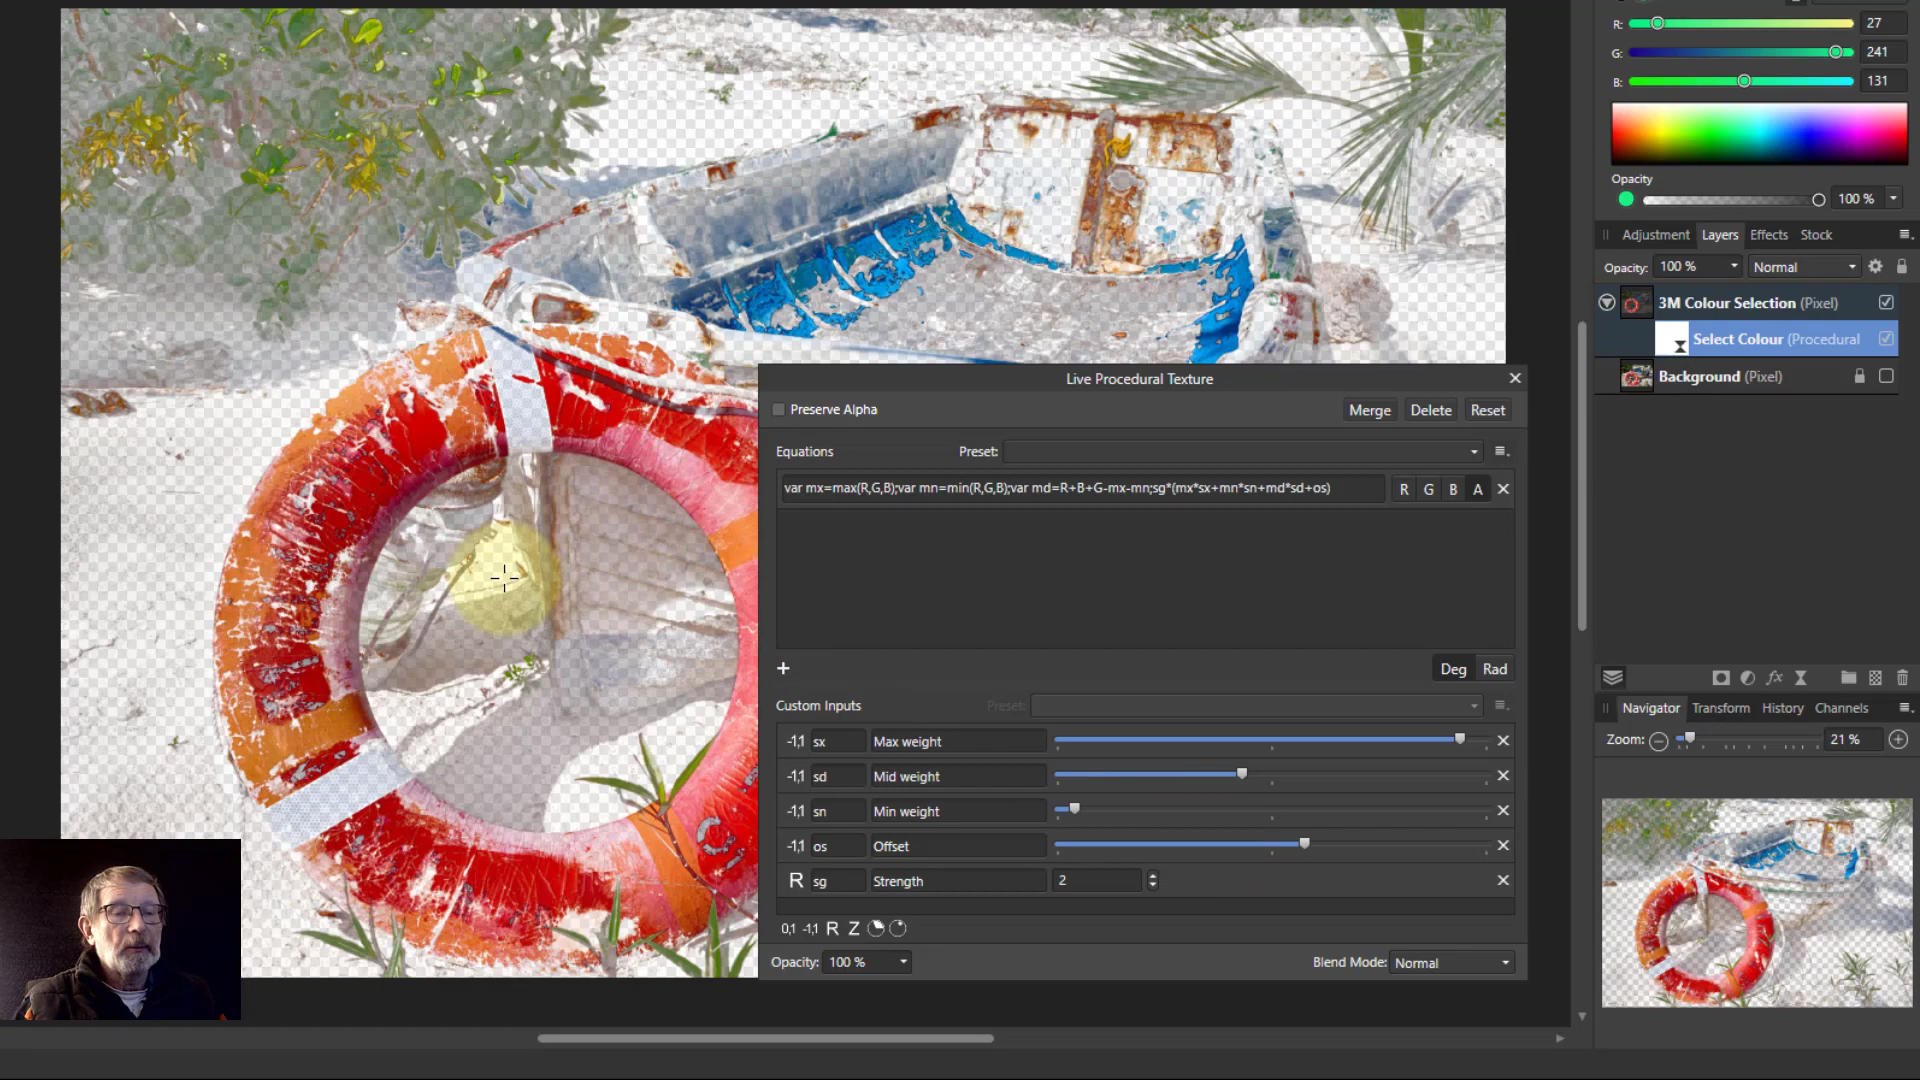 R: 27
G: 241
B: 131
Opacity
100 %
Adjustment Layers Effects Stock
Opacity: 100 % Normal
3M Colour Selection (Pixel)
Select Colour (Procedural
Background (Pixel)
Live Procedural Texture
Preserve Alpha Merge Delete Reset
Equations Preset:
var mx=max(R,G,B);var mn=min(R,G,B);var md=R+B+G-mx-mn;sg*(mx*sx+mn*sn+md*sd+os) R G B A
Deg Rad
Custom Inputs Preset:
-1,1 sx Max weight
-1,1 sd Mid weight
-1,1 sn Min weight
-1,1 os Offset
R sg Strength 2
0,1 -1,1 R Z
Opacity: 100 % Blend Mode: Normal
fx
Navigator Transform History Channels
Zoom: 21 %